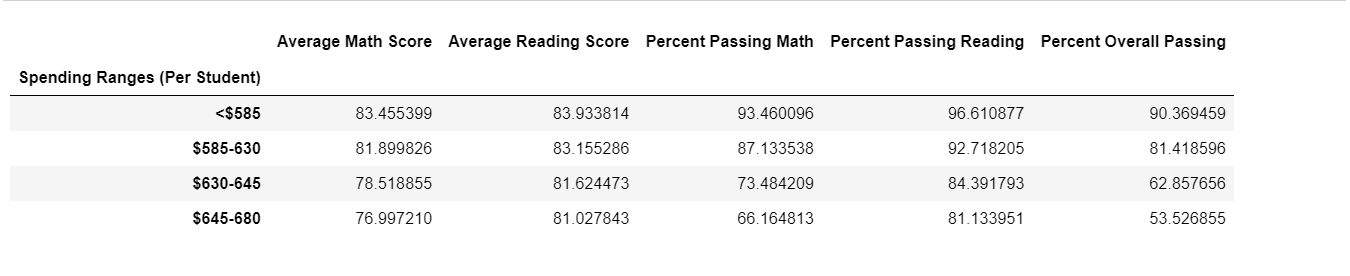 Average Math Score Average Reading Score Percent Passing Math Percent Passing Reading Percent Overall Passing
Spending Ranges (Per Student)
<$585 83.455399 83.933814 93.460096 96.610877 90.369459
$585-630 81.899826 83.155286 87.133538 92.718205 81.418596
$630-645 78.518855 81.624473 73.484209 84.391793 62.857656
$645-680 76.997210 81.027843 66.164813 81.133951 53.526855